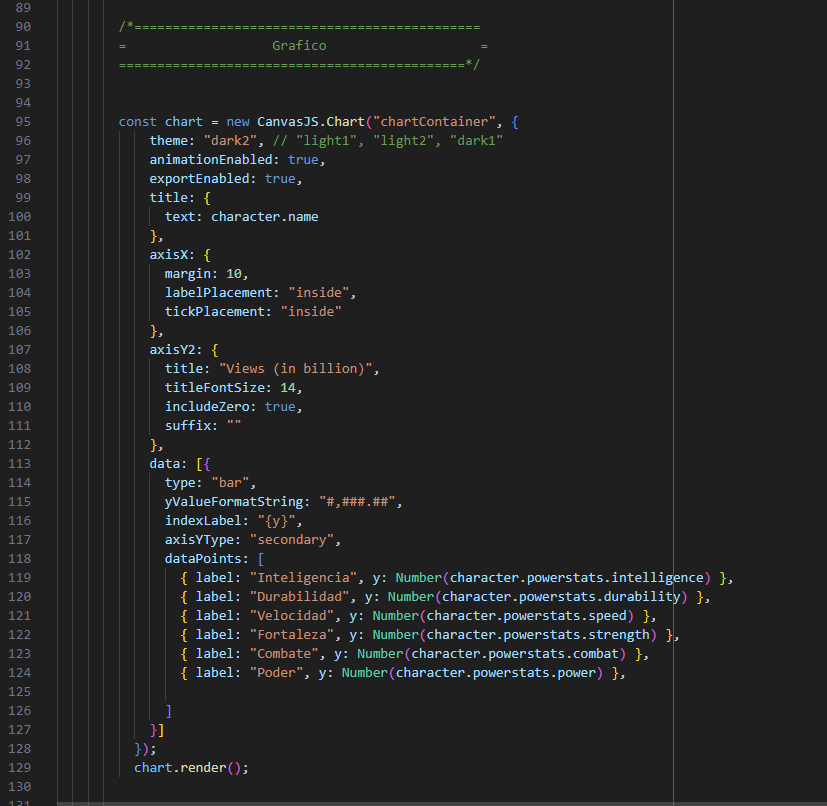 89
90 /*=============================================
91 = Grafico =
92 =============================================*/
93
94
95 const chart = new CanvasJS.Chart("chartContainer", {
96 theme: "dark2", // "light1", "light2", "dark1"
97 animationEnabled: true,
98 exportEnabled: true,
99 title: {
100 text: character.name
101 },
102 axisX: {
103 margin: 10,
104 labelPlacement: "inside",
105 tickPlacement: "inside"
106 },
107 axisY2: {
108 title: "Views (in billion)",
109 titleFontSize: 14,
110 includeZero: true,
111 suffix: ""
112 },
113 data: [{
114 type: "bar",
115 yValueFormatString: "#,###.##",
116 indexLabel: "{y}",
117 axisYType: "secondary",
118 dataPoints: [
119 { label: "Inteligencia", y: Number(character.powerstats.intelligence) },
120 { label: "Durabilidad", y: Number(character.powerstats.durability) },
121 { label: "Velocidad", y: Number(character.powerstats.speed) },
122 { label: "Fortaleza", y: Number(character.powerstats.strength) },
123 { label: "Combate", y: Number(character.powerstats.combat) },
124 { label: "Poder", y: Number(character.powerstats.power) },
125
126 ]
127 }]
128 });
129 chart.render();
130
131